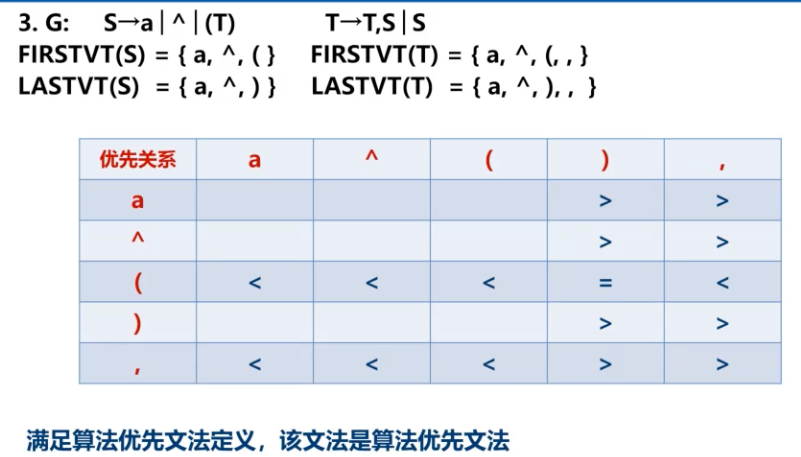 3. G: S→a | ^ | (T) T→T,S | S
FIRSTVT(S) = { a, ^, ( } FIRSTVT(T) = { a, ^, (, , }
LASTVT(S) = { a, ^, ) } LASTVT(T) = { a, ^, ), , }
优先关系 a ^ ( ) ,
a > >
^ > >
( < < < = <
) > >
, < < < > >
满足算法优先文法定义，该文法是算法优先文法